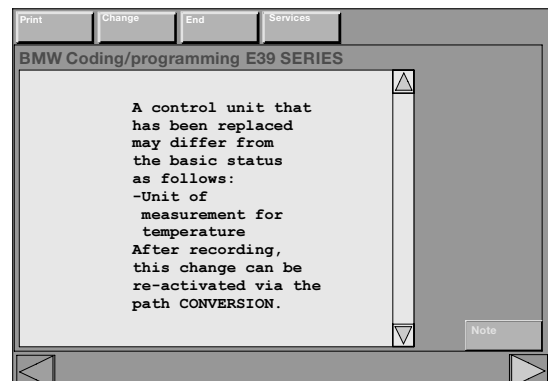 Print
Change
End
Services
BMW Coding/programming E39 SERIES
A control unit that
has been replaced
may differ from
the basic status
as follows:
-Unit of
measurement for
temperature
After recording,
this change can be
re-activated via the
path CONVERSION.
Note